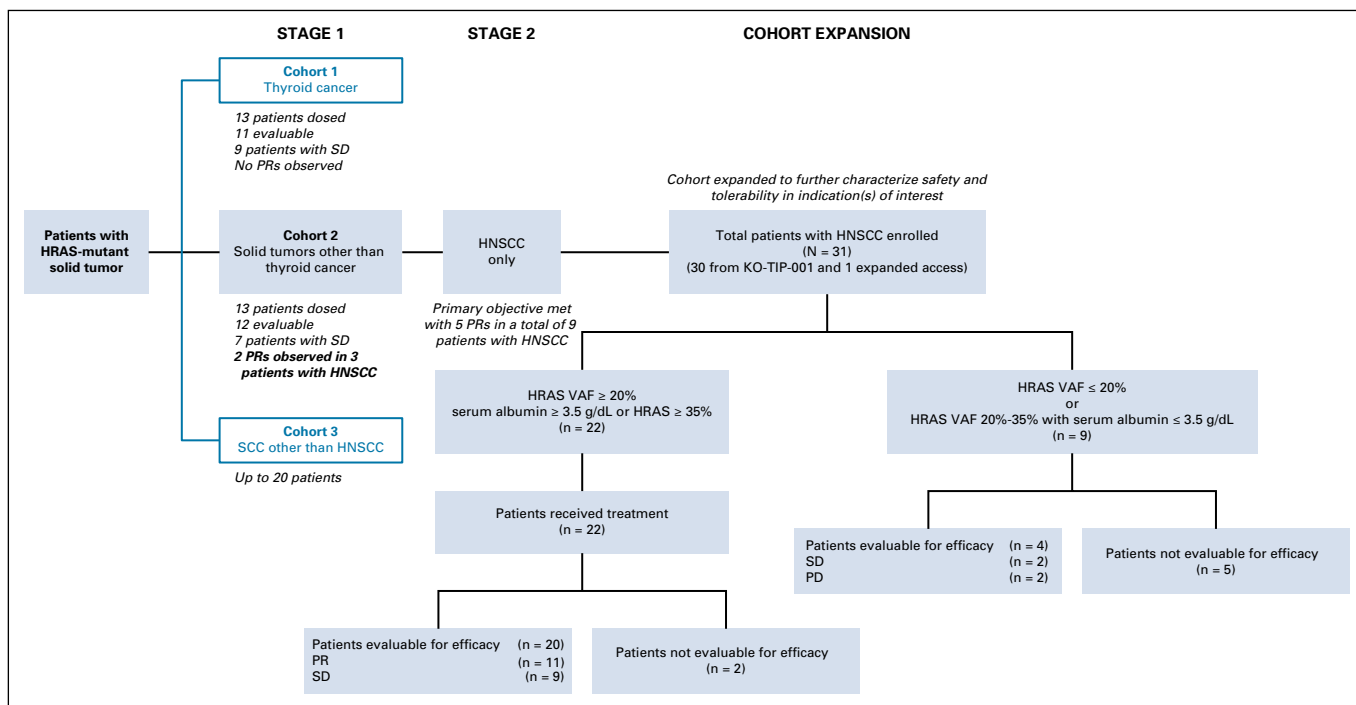 STAGE 1
STAGE 2
COHORT EXPANSION
Cohort 1
Thyroid cancer
13 patients dosed
11 evaluable
9 patients with SD
No PRs observed
Patients with
HRAS-mutant
solid tumor
Cohort 2
Solid tumors other than
thyroid cancer
13 patients dosed
12 evaluable
7 patients with SD
2 PRs observed in 3
patients with HNSCC
Cohort 3
SCC other than HNSCC
Up to 20 patients
HNSCC
only
Primary objective met
with 5 PRs in a total of 9
patients with HNSCC
Cohort expanded to further characterize safety and
tolerability in indication(s) of interest
Total patients with HNSCC enrolled
(N = 31)
(30 from KO-TIP-001 and 1 expanded access)
HRAS VAF ≥ 20%
serum albumin ≥ 3.5 g/dL or HRAS ≥ 35%
(n = 22)
Patients received treatment
(n = 22)
Patients evaluable for efficacy (n = 20)
PR (n = 11)
SD (n = 9)
Patients not evaluable for efficacy
(n = 2)
HRAS VAF ≤ 20%
or
HRAS VAF 20%-35% with serum albumin ≤ 3.5 g/dL
(n = 9)
Patients evaluable for efficacy (n = 4)
SD (n = 2)
PD (n = 2)
Patients not evaluable for efficacy
(n = 5)